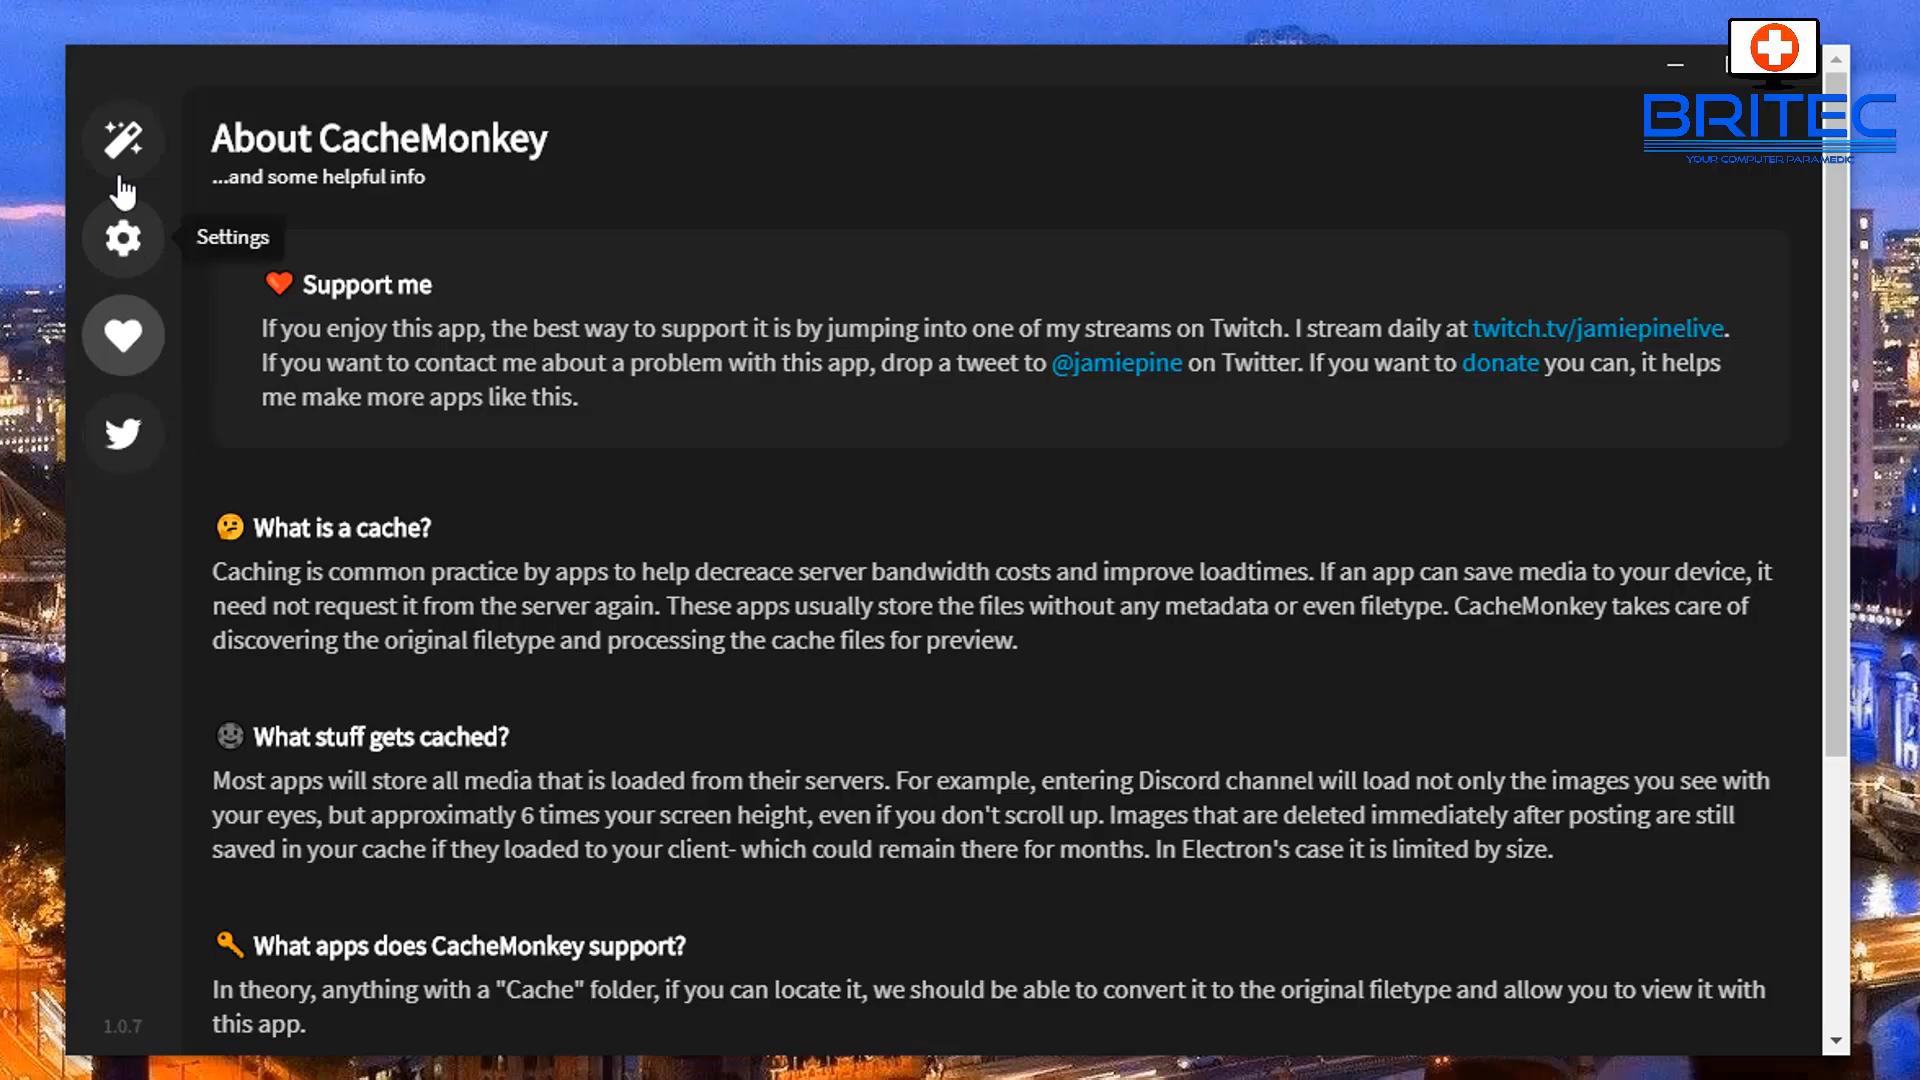 BRITEC
YOUR COMPUTER PARAMEDIC
About CacheMonkey
...and some helpful info
Settings
Support me
If you enjoy this app, the best way to support it is by jumping into one of my streams on Twitch. I stream daily at twitch.tv/jamiepinelive.
If you want to contact me about a problem with this app, drop a tweet to @jamiepine on Twitter. If you want to donate you can, it helps
me make more apps like this.
What is a cache?
Caching is common practice by apps to help decreace server bandwidth costs and improve loadtimes. If an app can save media to your device, it
need not request it from the server again. These apps usually store the files without any metadata or even filetype. CacheMonkey takes care of
discovering the original filetype and processing the cache files for preview.
What stuff gets cached?
Most apps will store all media that is loaded from their servers. For example, entering Discord channel will load not only the images you see with
your eyes, but approximatly 6 times your screen height, even if you don't scroll up. Images that are deleted immediately after posting are still
saved in your cache if they loaded to your client- which could remain there for months. In Electron's case it is limited by size.
What apps does CacheMonkey support?
In theory, anything with a "Cache" folder, if you can locate it, we should be able to convert it to the original filetype and allow you to view it with
this app.
1.0.7